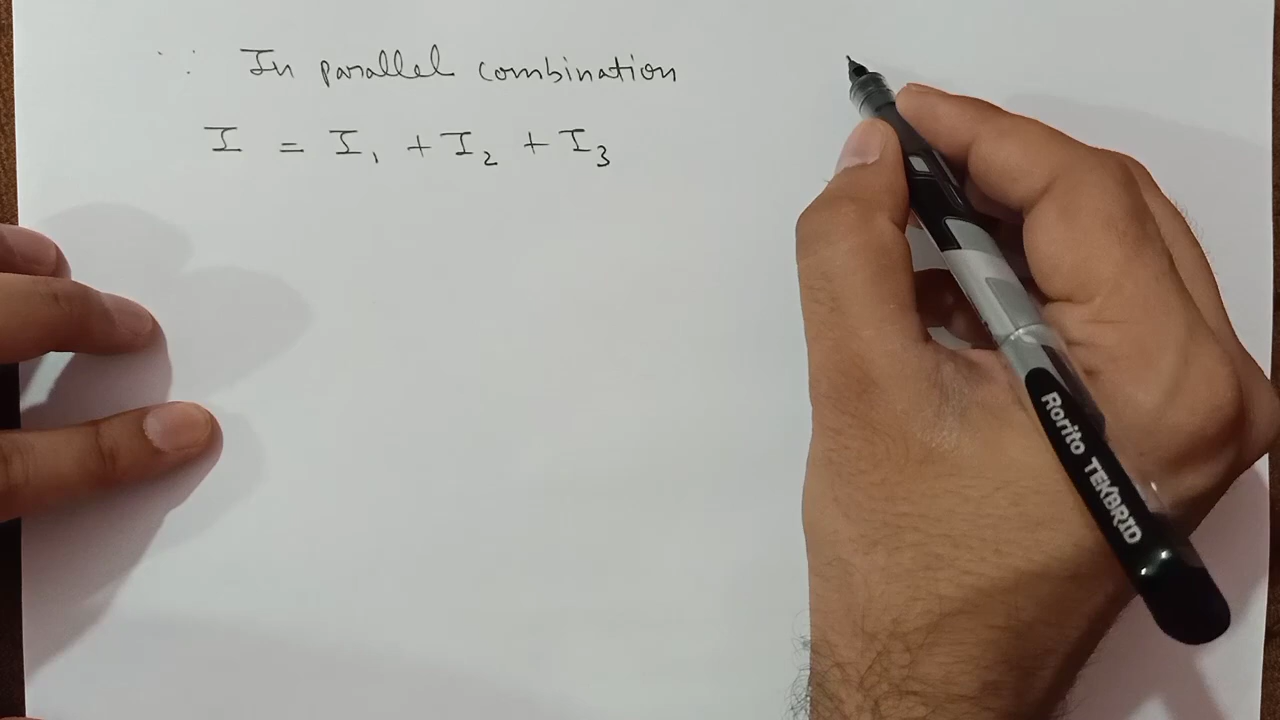 ∵ In parallel combination
I = I₁ + I₂ + I₃
Rorito TEKBRID